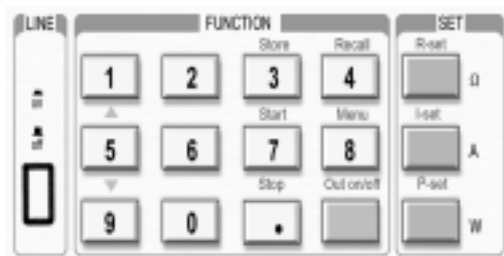 LINE FUNCTION SET
Store Recall R-set
1 2 3 4 Ω
on
Start Menu I-set
off
5 6 7 8 A
Stop Out on/off P-set
9 0 . W